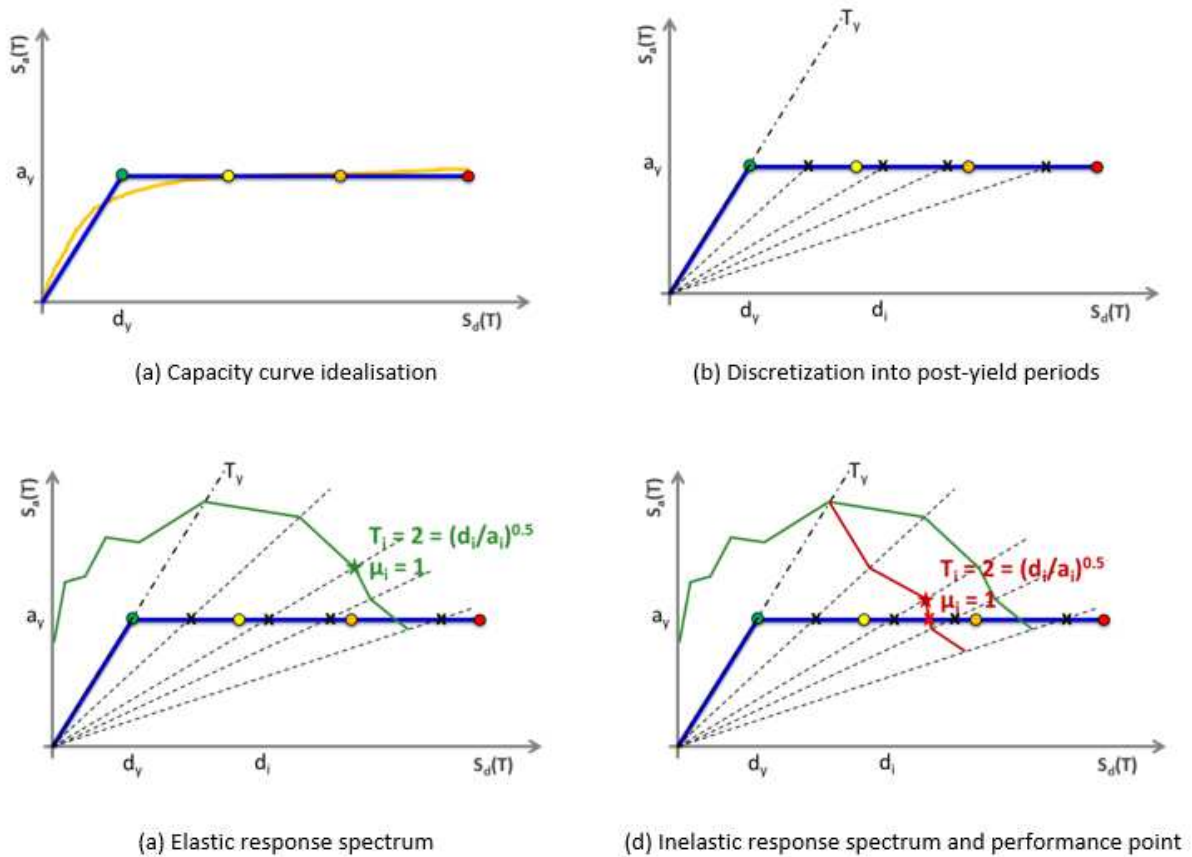 Sa(T)
ay
dy
Sd(T)
(a) Capacity curve idealisation
Sa(T)
Ty
ay
dy
di
Sd(T)
(b) Discretization into post-yield periods
Sa(T)
Ty
Ti = 2 = (di/ai)0.5
μi = 1
ay
dy
di
Sd(T)
(a) Elastic response spectrum
Sa(T)
Ty
Ti = 2 = (di/ai)0.5
μi = 1
ay
dy
di
Sd(T)
(d) Inelastic response spectrum and performance point